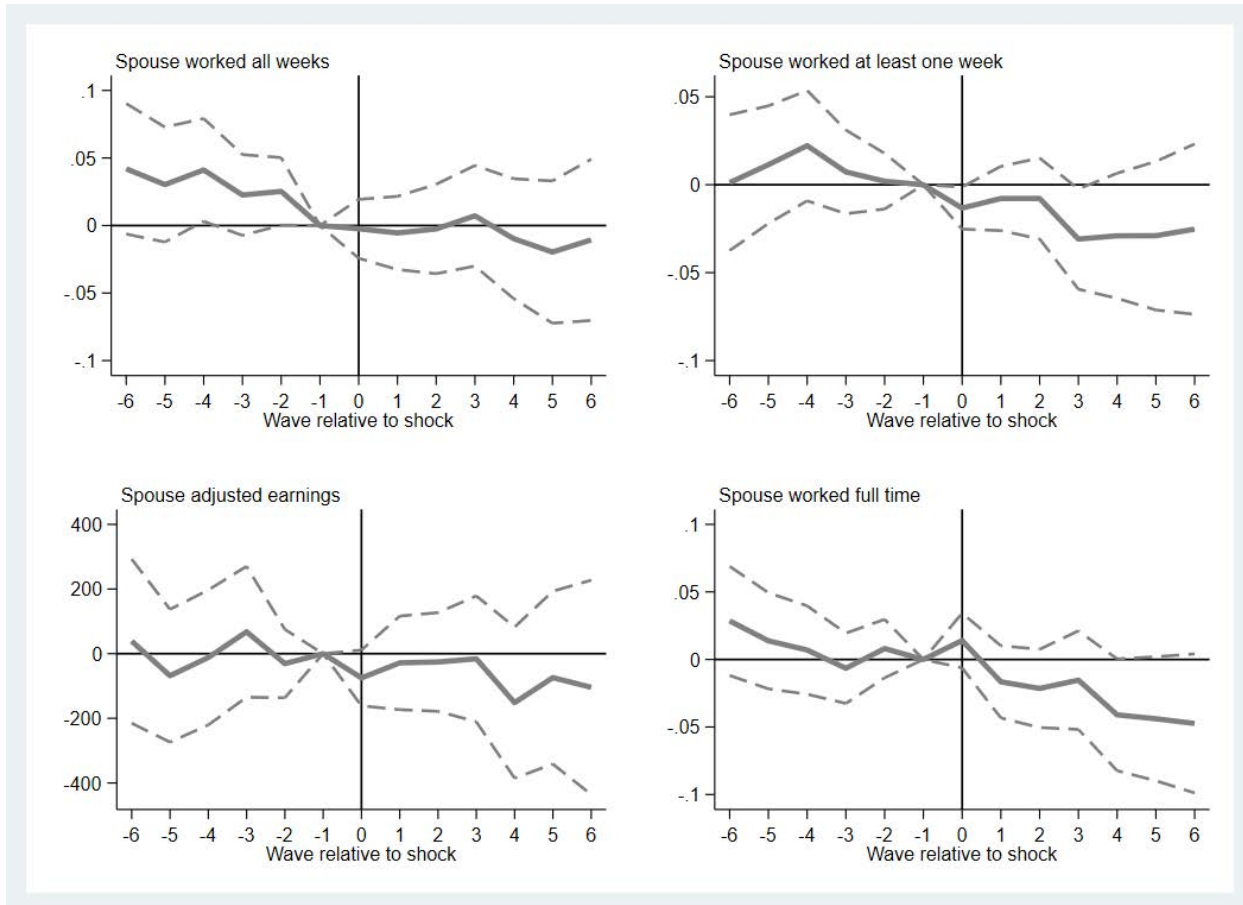 Spouse worked all weeks
.1
.05
0
-.05
-.1
-6 -5 -4 -3 -2 -1 0 1 2 3 4 5 6
Wave relative to shock
Spouse worked at least one week
.05
0
-.05
-.1
-6 -5 -4 -3 -2 -1 0 1 2 3 4 5 6
Wave relative to shock
Spouse adjusted earnings
400
200
0
-200
-400
-6 -5 -4 -3 -2 -1 0 1 2 3 4 5 6
Wave relative to shock
Spouse worked full time
.1
.05
0
-.05
-.1
-6 -5 -4 -3 -2 -1 0 1 2 3 4 5 6
Wave relative to shock